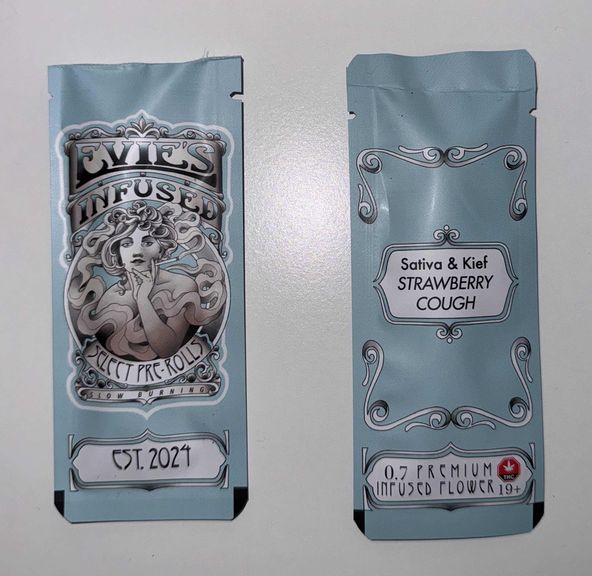 EVIE'S
INFUSED
SELECT PRE-ROLLS
SLOW BURNING
EST. 2024
Sativa & Kief
STRAWBERRY
COUGH
0.7 PREMIUM
INFUSED FLOWER
THC
19+